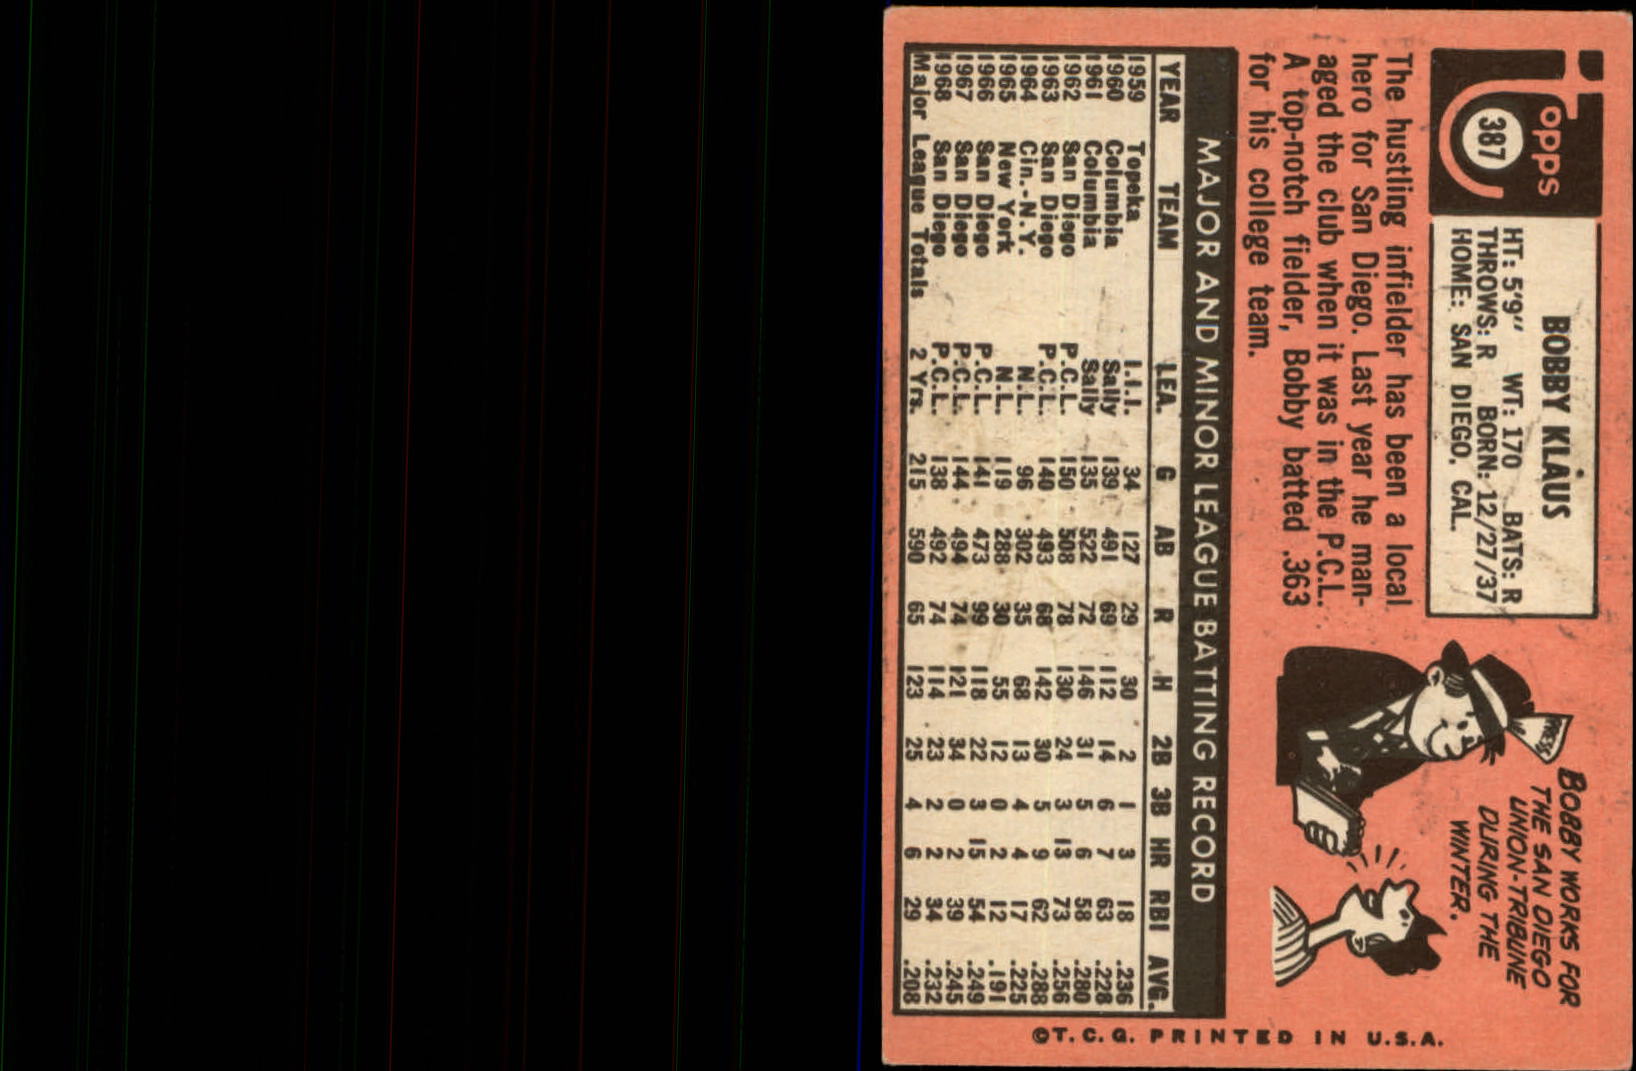 Topps
387
BOBBY KLAUS
HT: 5'9" WT: 170 BATS: R
THROWS: R BORN: 12/27/37
HOME: SAN DIEGO, CAL.
The hustling infielder has been a local
hero for San Diego. Last year he man-
aged the club when it was in the P.C.L.
A top-notch fielder, Bobby batted .363
for his college team.
PRESS
BOBBY WORKS FOR
THE SAN DIEGO
UNION-TRIBUNE
DURING THE
WINTER.
MAJOR AND MINOR LEAGUE BATTING RECORD
YEAR TEAM LEA. G AB R H 2B 3B HR RBI AVG.
1959 Topeka I.I.I. 34 127 29 30 2 1 3 18 .236
1960 Columbia Sally 139 491 69 112 14 6 7 63 .228
1961 Columbia Sally 135 522 72 146 31 5 6 58 .280
1962 San Diego P.C.L. 150 508 78 130 24 3 13 73 .256
1963 San Diego P.C.L. 140 493 68 142 30 5 9 62 .288
1964 Cin.-N.Y. N.L. 96 302 35 68 13 4 4 17 .225
1965 New York N.L. 119 288 30 55 12 0 2 12 .191
1966 San Diego P.C.L. 141 473 99 118 22 3 15 54 .249
1967 San Diego P.C.L. 144 494 74 121 34 0 2 39 .245
1968 San Diego P.C.L. 138 492 74 114 23 2 2 34 .232
Major League Totals 2 Yrs. 215 590 65 123 25 4 6 29 .208
©T.C.G. PRINTED IN U.S.A.